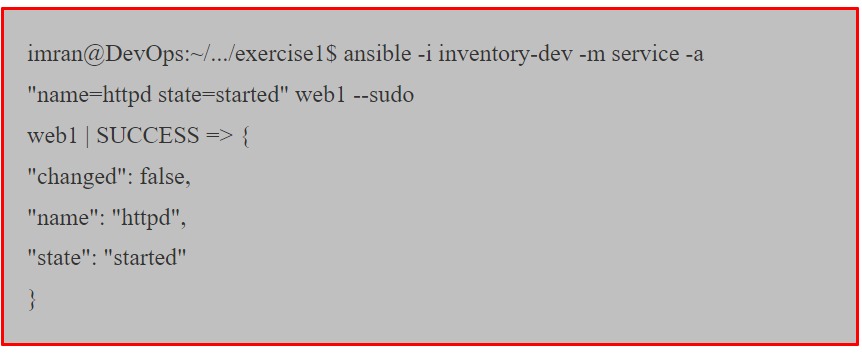 imran@DevOps:~/.../exercise1$ ansible -i inventory-dev -m service -a
"name=httpd state=started" web1 --sudo
web1 | SUCCESS => {
"changed": false,
"name": "httpd",
"state": "started"
}